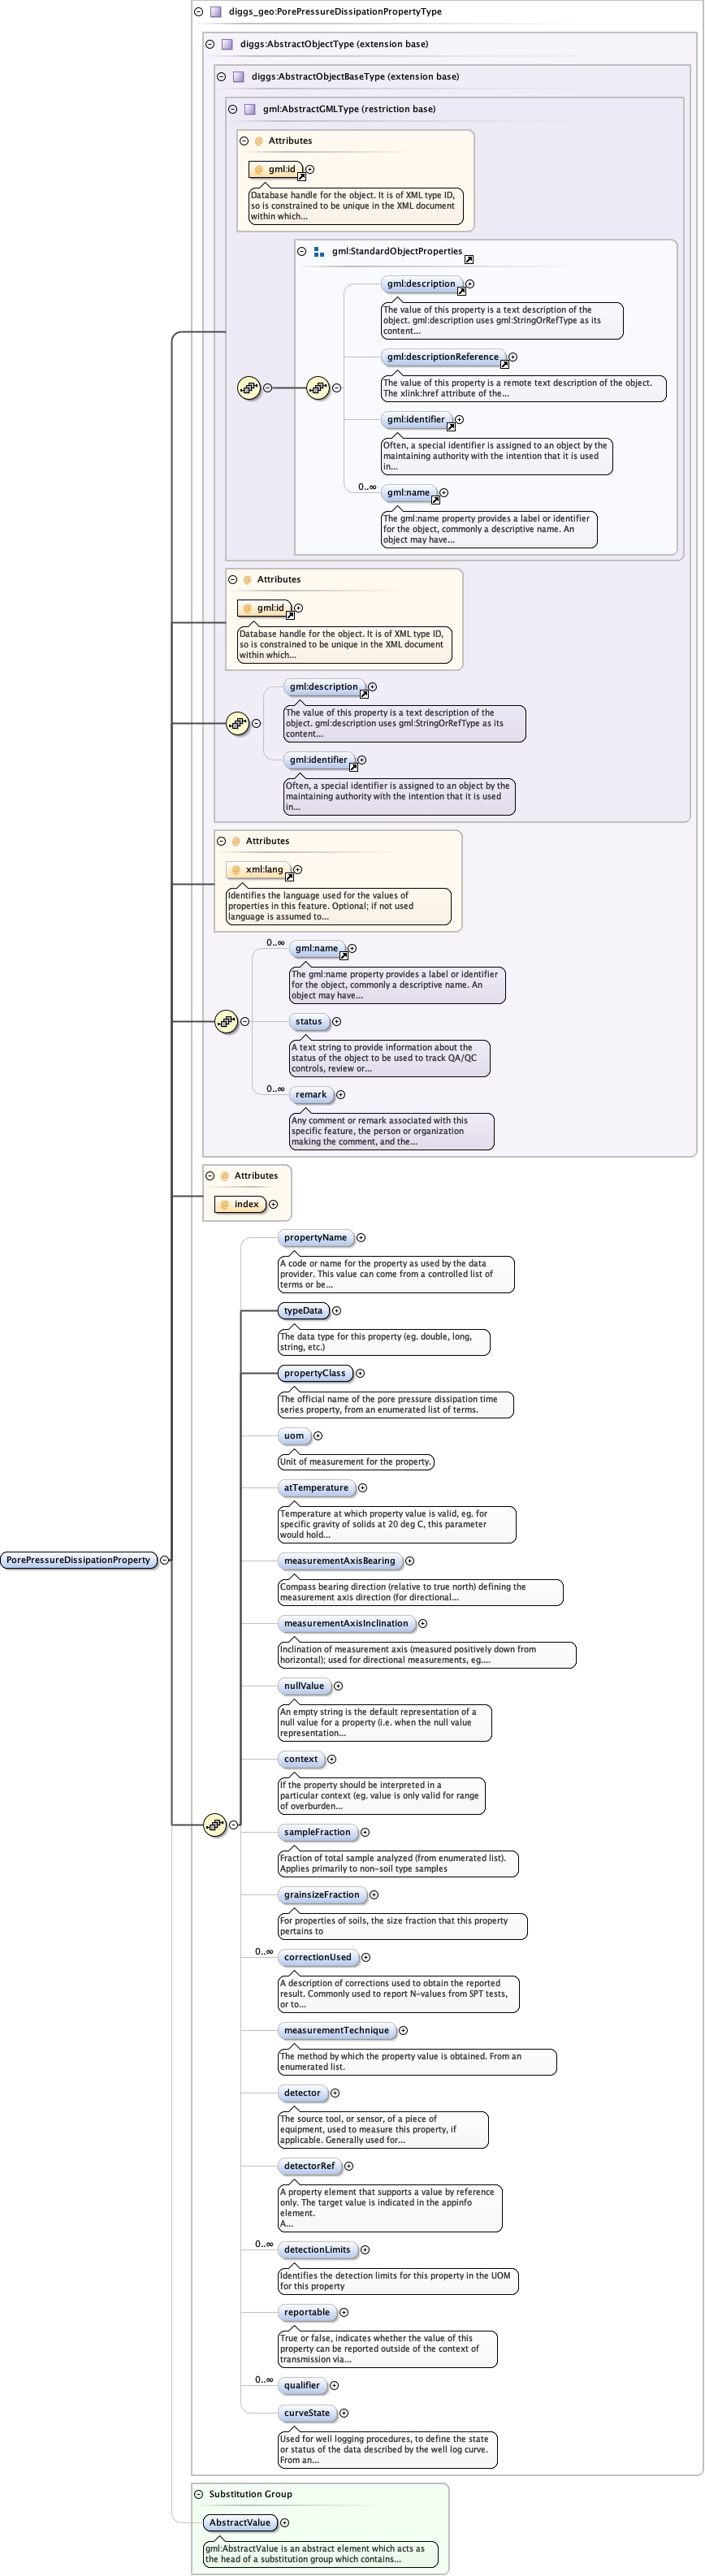 diggs_geo:PorePressureDissipationPropertyType
diggs:AbstractObjectType (extension base)
diggs:AbstractObjectBaseType (extension base)
gml:AbstractGMLType (restriction base)
@ Attributes
@ gml:id
Database handle for the object. It is of XML type ID,
so is constrained to be unique in the XML document
within which...
gml:StandardObjectProperties
gml:description
The value of this property is a text description of the
object. gml:description uses gml:StringOrRefType as its
content...
gml:descriptionReference
The value of this property is a remote text description of the object.
The xlink:href attribute of the...
gml:identifier
Often, a special identifier is assigned to an object by the
maintaining authority with the intention that it is used
in...
0..∞
gml:name
The gml:name property provides a label or identifier
for the object, commonly a descriptive name. An
object may have...
@ Attributes
@ gml:id
Database handle for the object. It is of XML type ID,
so is constrained to be unique in the XML document
within which...
gml:description
The value of this property is a text description of the
object. gml:description uses gml:StringOrRefType as its
content...
gml:identifier
Often, a special identifier is assigned to an object by the
maintaining authority with the intention that it is used
in...
@ Attributes
@ xml:lang
Identifies the language used for the values of
properties in this feature. Optional; if not used
language is assumed to...
0..∞
gml:name
The gml:name property provides a label or identifier
for the object, commonly a descriptive name. An
object may have...
status
A text string to provide information about the
status of the object to be used to track QA/QC
controls, review or...
0..∞
remark
Any comment or remark associated with this
specific feature, the person or organization
making the comment, and the...
@ Attributes
@ index
propertyName
A code or name for the property as used by the data
provider. This value can come from a controlled list of
terms or be...
typeData
The data type for this property (eg. double, long,
string, etc.)
propertyClass
The official name of the pore pressure dissipation time
series property, from an enumerated list of terms.
uom
Unit of measurement for the property.
atTemperature
Temperature at which property value is valid, eg. for
specific gravity of solids at 20 deg C, this parameter
would hold...
PorePressureDissipationProperty
measurementAxisBearing
Compass bearing direction (relative to true north) defining the
measurement axis direction (for directional...
measurementAxisInclination
Inclination of measurement axis (measured positively down from
horizontal); used for directional measurements, eg....
nullValue
An empty string is the default representation of a
null value for a property (i.e. when the null value
representation...
context
If the property should be interpreted in a
particular context (eg. value is only valid for range
of overburden...
sampleFraction
Fraction of total sample analyzed (from enumerated list).
Applies primarily to non-soil type samples
grainsizeFraction
For properties of soils, the size fraction that this property
pertains to
0..∞
correctionUsed
A description of corrections used to obtain the reported
result. Commonly used to report N-values from SPT tests,
or to...
measurementTechnique
The method by which the property value is obtained. From an
enumerated list.
detector
The source tool, or sensor, of a piece of
equipment, used to measure this property, if
applicable. Generally used for...
detectorRef
A property element that supports a value by reference
only. The target value is indicated in the appinfo
element.
A...
0..∞
detectionLimits
Identifies the detection limits for this property in the UOM
for this property
reportable
True or false, indicates whether the value of this
property can be reported outside of the context of
transmission via...
0..∞
qualifier
curveState
Used for well logging procedures, to define the state
or status of the data described by the well log curve.
From an...
Substitution Group
AbstractValue
gml:AbstractValue is an abstract element which acts as
the head of a substitution group which contains...